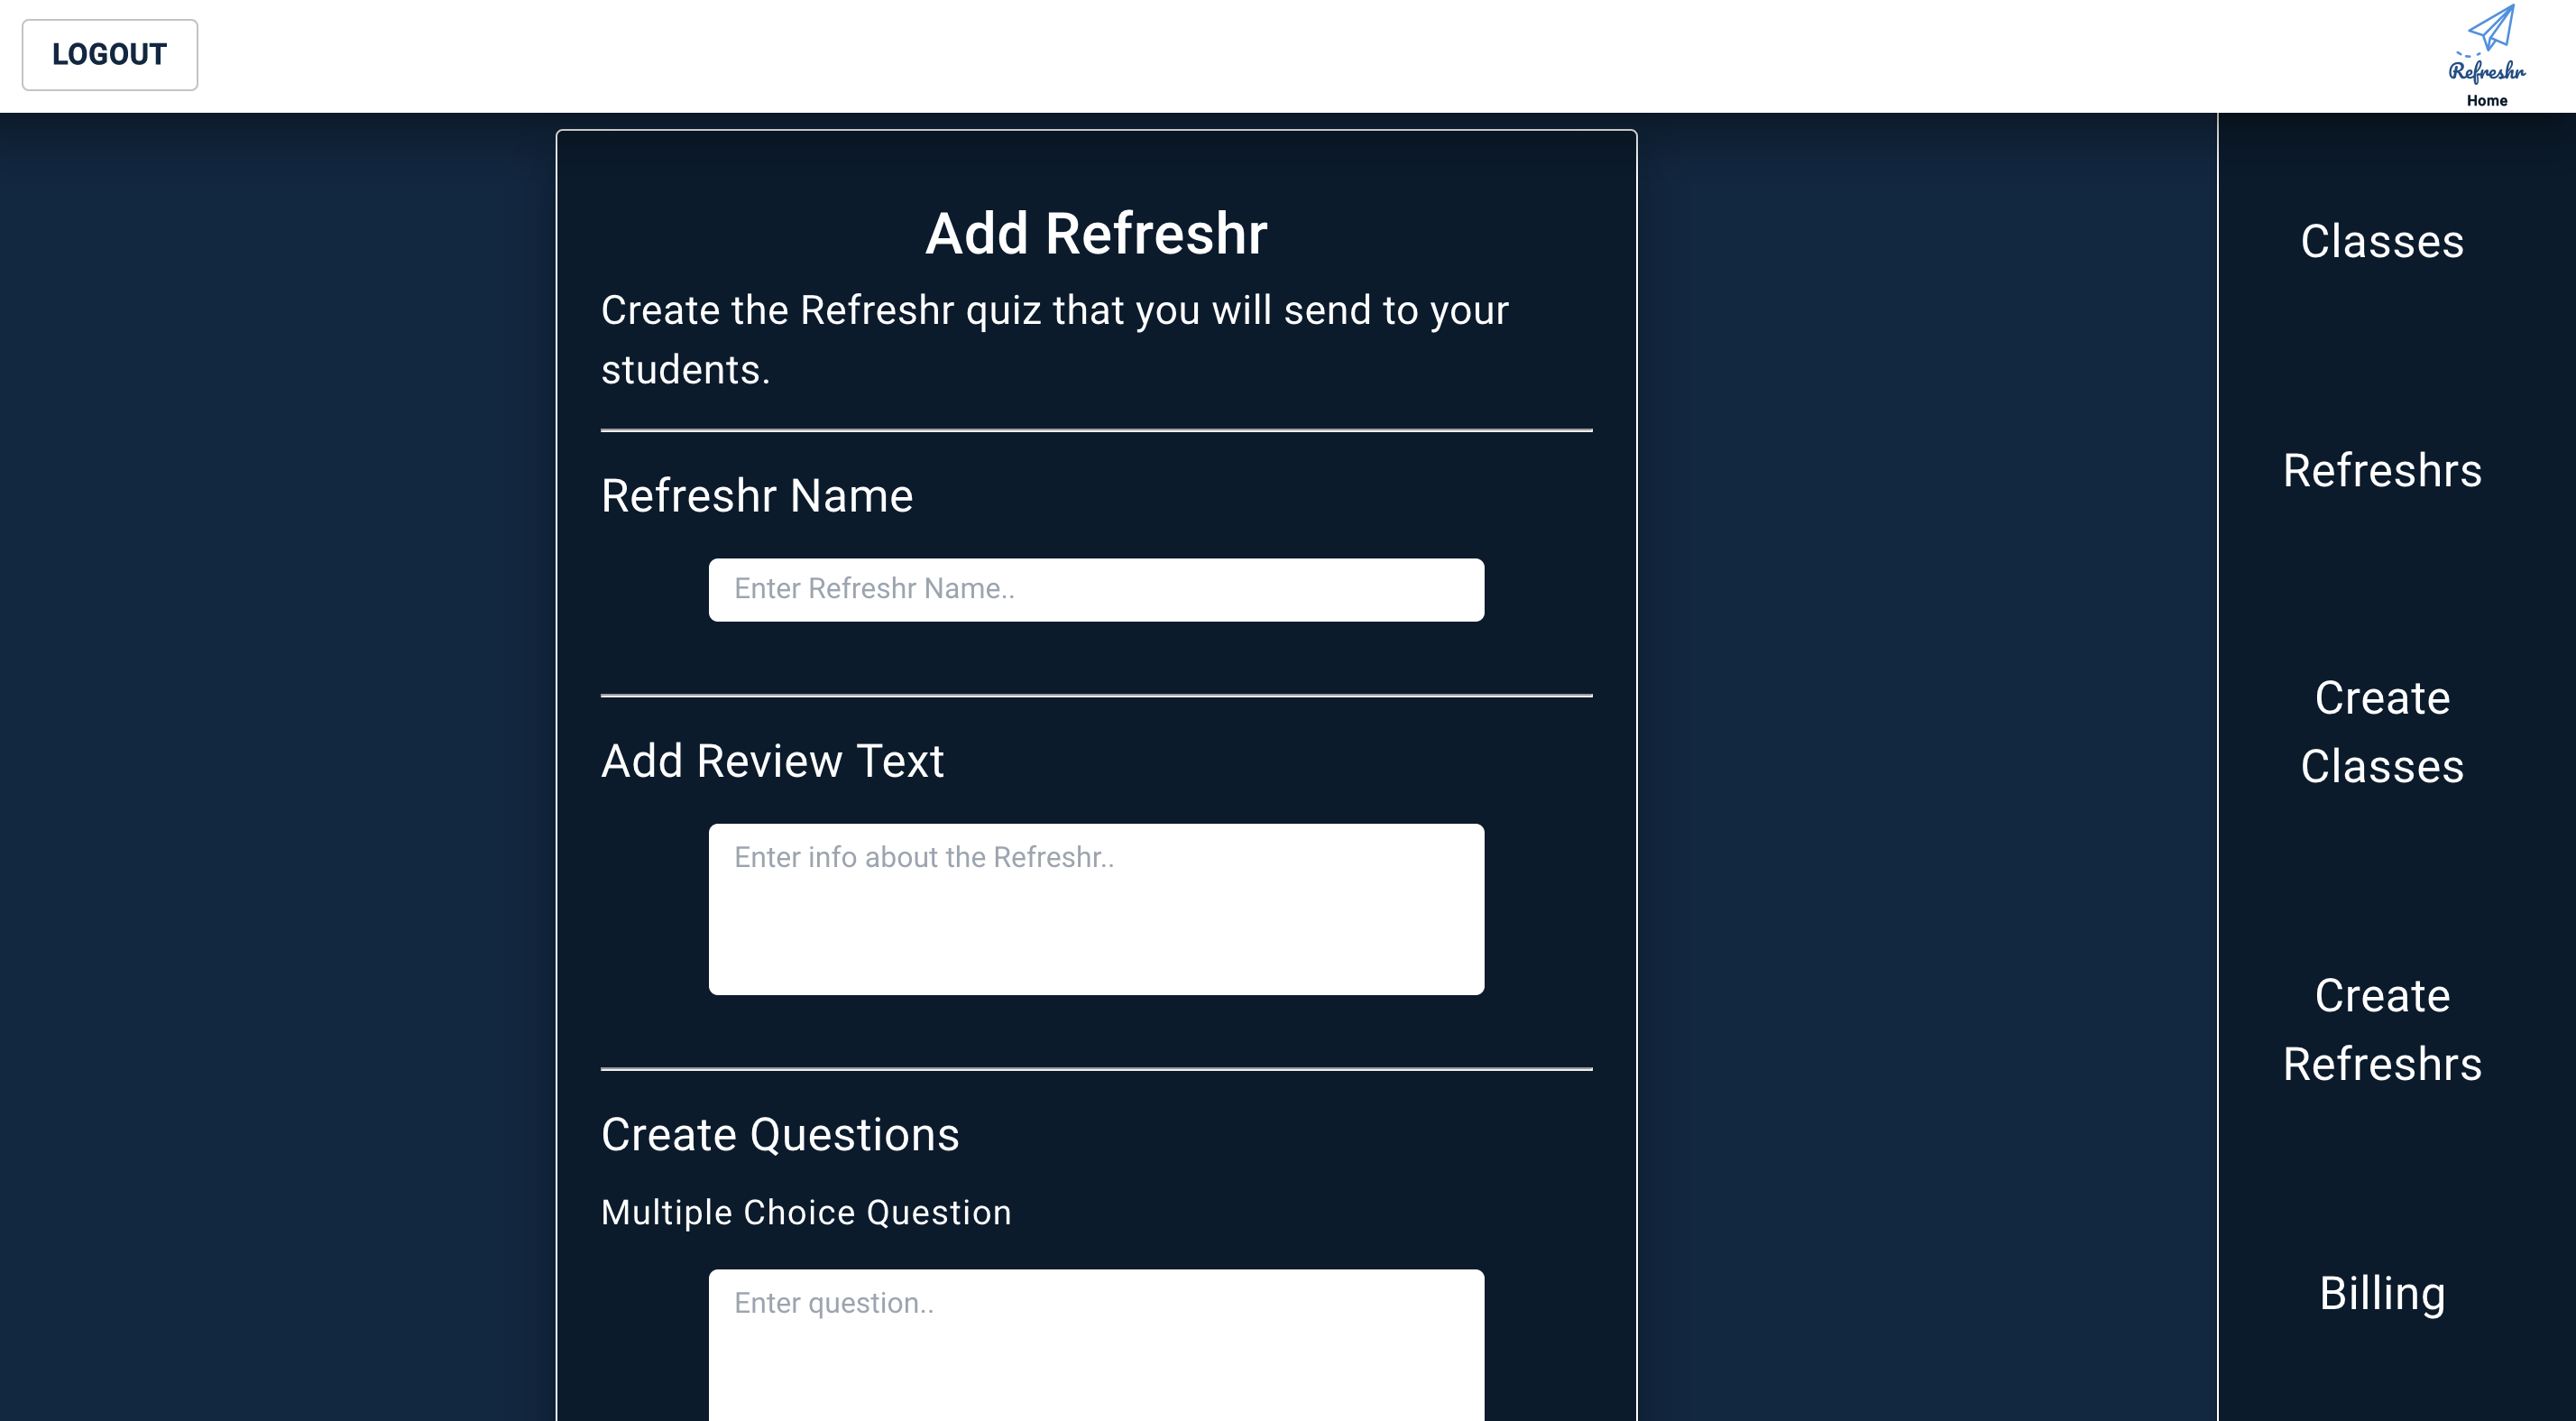 LOGOUT
Refreshr
Home
Add Refreshr
Create the Refreshr quiz that you will send to your
students.
Refreshr Name
Enter Refreshr Name..
Add Review Text
Enter info about the Refreshr..
Create Questions
Multiple Choice Question
Enter question..
Classes
Refreshrs
Create
Classes
Create
Refreshrs
Billing